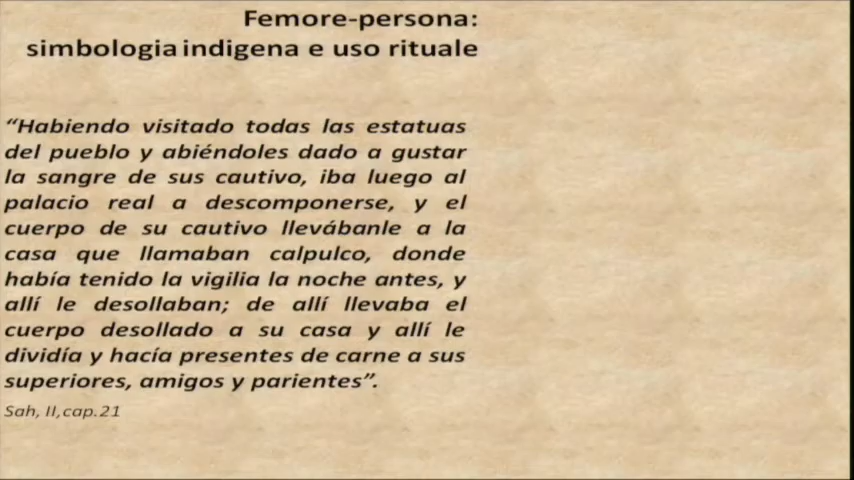 Femore-persona:
simbologia indigena e uso rituale
“Habiendo visitado todas las estatuas
del pueblo y abiéndoles dado a gustar
la sangre de sus cautivo, iba luego al
palacio real a descomponerse, y el
cuerpo de su cautivo llevábanle a la
casa que llamaban calpulco, donde
había tenido la vigilia la noche antes, y
allí le desollaban; de allí llevaba el
cuerpo desollado a su casa y allí le
dividía y hacía presentes de carne a sus
superiores, amigos y parientes”.
Sah, II,cap.21